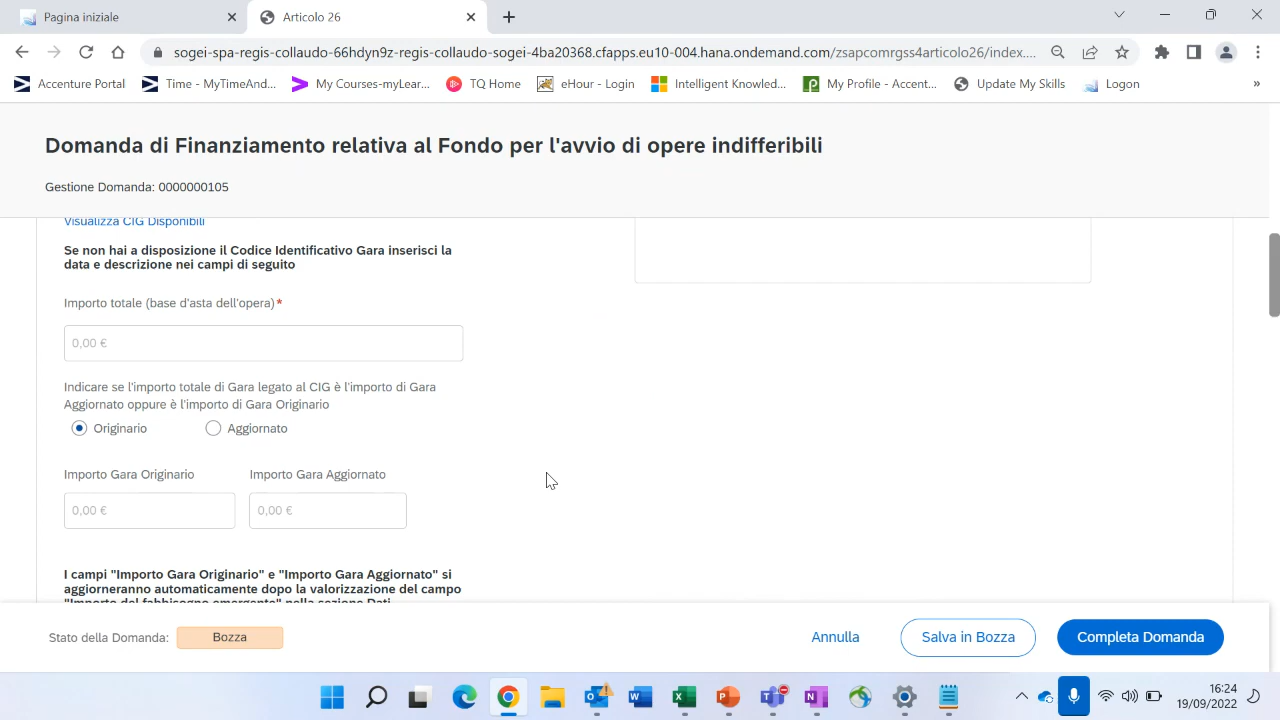 Pagina iniziale
Articolo 26
sogei-spa-regis-collaudo-66hdyn9z-regis-collaudo-sogei-4ba20368.cfapps.eu10-004.hana.ondemand.com/zsapcomrgss4articolo26/index....
Accenture Portal
Time - MyTimeAnd...
My Courses-myLear...
TQ Home
eHour - Login
Intelligent Knowled...
My Profile - Accent...
Update My Skills
Logon
»
Domanda di Finanziamento relativa al Fondo per l'avvio di opere indifferibili
Gestione Domanda: 0000000105
Visualizza CIG Disponibili
Se non hai a disposizione il Codice Identificativo Gara inserisci la
data e descrizione nei campi di seguito
Importo totale (base d'asta dell'opera)*
0,00 €
Indicare se l'importo totale di Gara legato al CIG è l'importo di Gara
Aggiornato oppure è l'importo di Gara Originario
Originario
Aggiornato
Importo Gara Originario
Importo Gara Aggiornato
0,00 €
0,00 €
I campi "Importo Gara Originario" e "Importo Gara Aggiornato" si
aggiorneranno automaticamente dopo la valorizzazione del campo
"Importo del fabbisogno emergente" nella sezione Dati
Stato della Domanda:
Bozza
Annulla
Salva in Bozza
Completa Domanda
16:24
19/09/2022